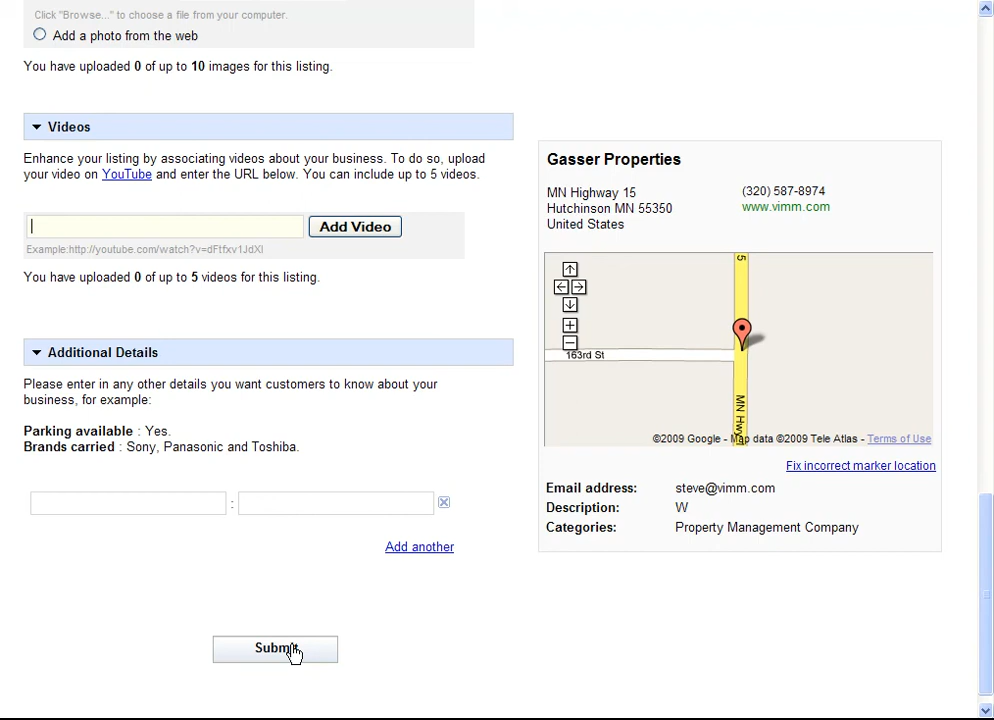 Click "Browse..." to choose a file from your computer.
Add a photo from the web
You have uploaded 0 of up to 10 images for this listing.
Videos
Enhance your listing by associating videos about your business. To do so, upload
your video on YouTube and enter the URL below. You can include up to 5 videos.
Add Video
Example:http://youtube.com/watch?v=dFtfxv1JdXI
You have uploaded 0 of up to 5 videos for this listing.
Additional Details
Please enter in any other details you want customers to know about your
business, for example:
Parking available : Yes.
Brands carried : Sony, Panasonic and Toshiba.
:
Add another
Submit
Gasser Properties
MN Highway 15
Hutchinson MN 55350
United States
(320) 587-8974
www.vimm.com
5
163rd St
MN Hwy
©2009 Google - Map data ©2009 Tele Atlas - Terms of Use
Fix incorrect marker location
Email address: steve@vimm.com
Description: W
Categories: Property Management Company